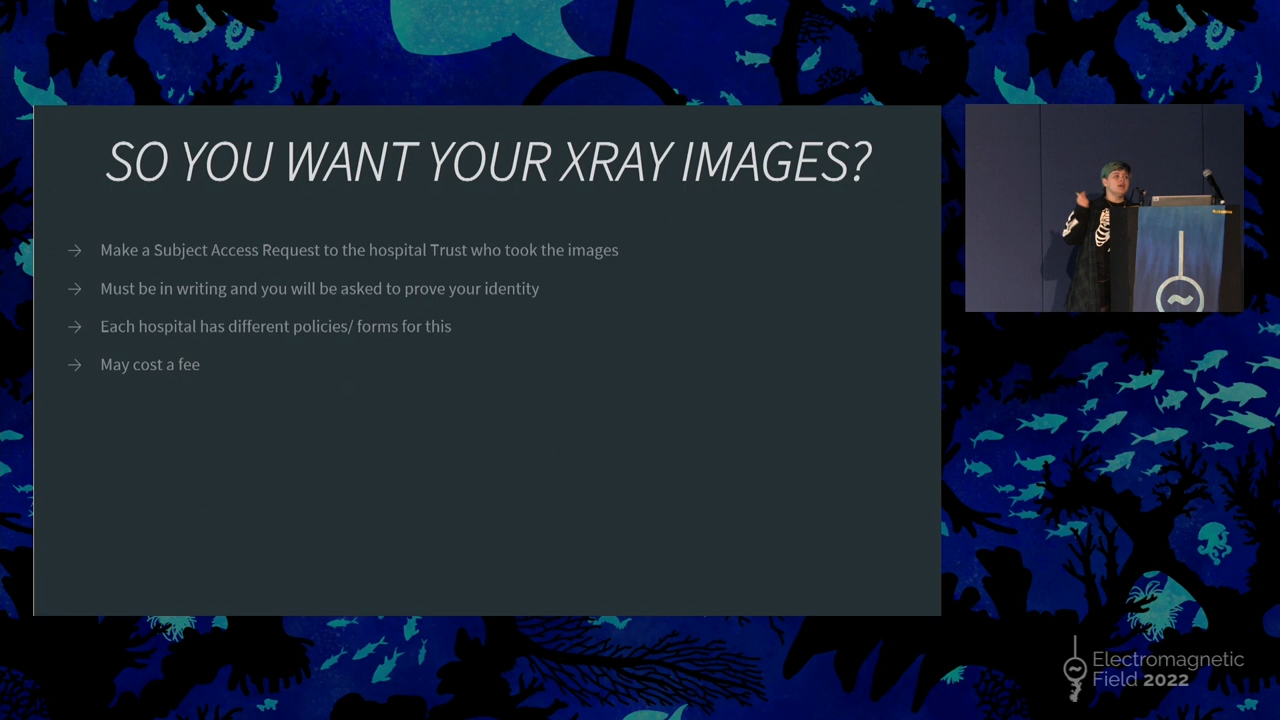 SO YOU WANT YOUR XRAY IMAGES?
→ Make a Subject Access Request to the hospital Trust who took the images
→ Must be in writing and you will be asked to prove your identity
→ Each hospital has different policies/ forms for this
→ May cost a fee
Electromagnetic
Field 2022